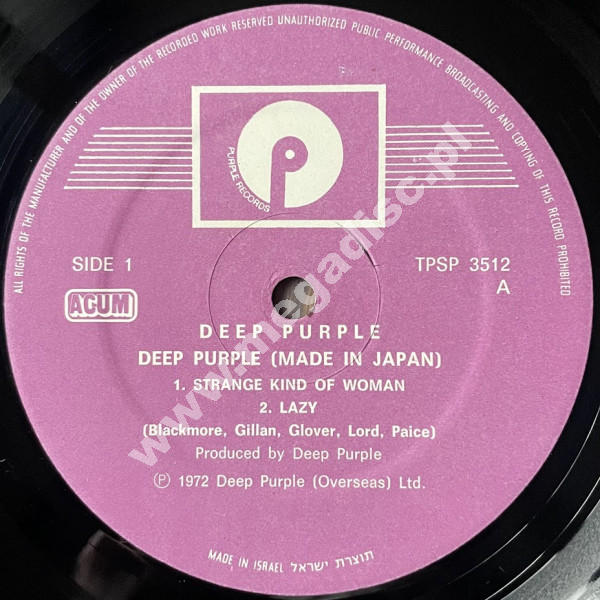 ALL RIGHTS OF THE MANUFACTURER AND OF THE OWNER OF THE RECORDED WORK RESERVED UNAUTHORIZED PUBLIC PERFORMANCE BROADCASTING AND COPYING OF THIS RECORD PROHIBITED
PURPLE RECORDS
SIDE 1
TPSP 3512
ACUM
A
DEEP PURPLE
DEEP PURPLE (MADE IN JAPAN)
1. STRANGE KIND OF WOMAN
2. LAZY
(Blackmore, Gillan, Glover, Lord, Paice)
Produced by Deep Purple
Ⓟ 1972 Deep Purple (Overseas) Ltd.
MADE IN ISRAEL תוצרת ישראל
www.megadisc.pl